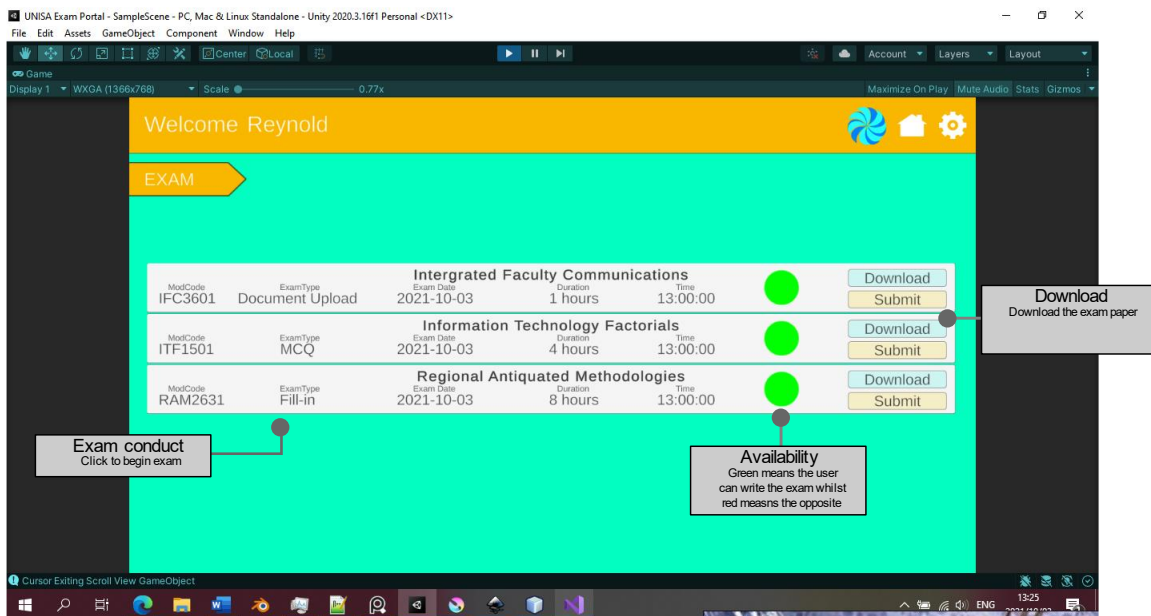 UNISA Exam Portal - SampleScene - PC, Mac & Linux Standalone - Unity 2020.3.16f1 Personal <DX11>
File Edit Assets GameObject Component Window Help
Center Local Account Layers Layout
Game
Display 1 WXGA (1366x768) Scale 0.77x Maximize On Play Mute Audio Stats Gizmos
Welcome Reynold
EXAM
Intergrated Faculty Communications
ModCode ExamType Exam Date Duration Time
IFC3601 Document Upload 2021-10-03 1 hours 13:00:00
Download
Submit
Information Technology Factorials
ModCode ExamType Exam Date Duration Time
ITF1501 MCQ 2021-10-03 4 hours 13:00:00
Download
Submit
Regional Antiquated Methodologies
ModCode ExamType Exam Date Duration Time
RAM2631 Fill-in 2021-10-03 8 hours 13:00:00
Download
Submit
Download
Download the exam paper
Exam conduct
Click to begin exam
Availability
Green means the user
can write the exam whilst
red measns the opposite
Cursor Exiting Scroll View GameObject
ENG 13:25